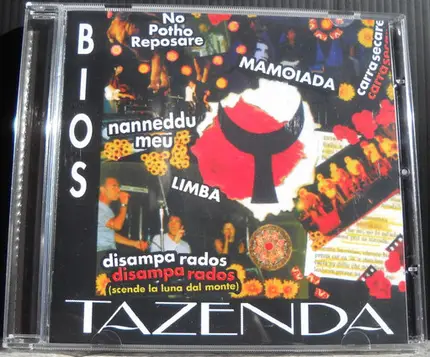 BIOS
No
Potho
Reposare
MAMOIADA
carrasecare
carrasecare
nanneddu
meu
LIMBA
disampa rados
disampa rados
(scende la luna dal monte)
TAZENDA